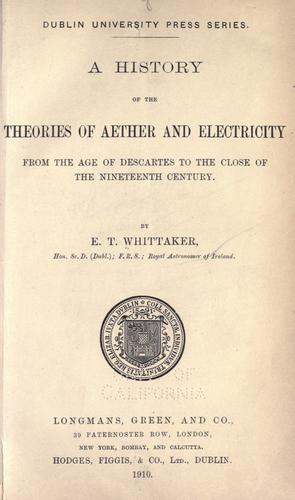 DUBLIN UNIVERSITY PRESS SERIES.
A HISTORY
OF THE
THEORIES OF AETHER AND ELECTRICITY
FROM THE AGE OF DESCARTES TO THE CLOSE OF
THE NINETEENTH CENTURY.
BY
E. T. WHITTAKER,
Hon. Sc. D. (Dubl.); F.R.S.; Royal Astronomer of Ireland.
OF
CALIFORNIA
LONGMANS, GREEN, AND CO.,
39 PATERNOSTER ROW, LONDON,
NEW YORK, BOMBAY, AND CALCUTTA.
HODGES, FIGGIS, & CO., LTD., DUBLIN.
1910.